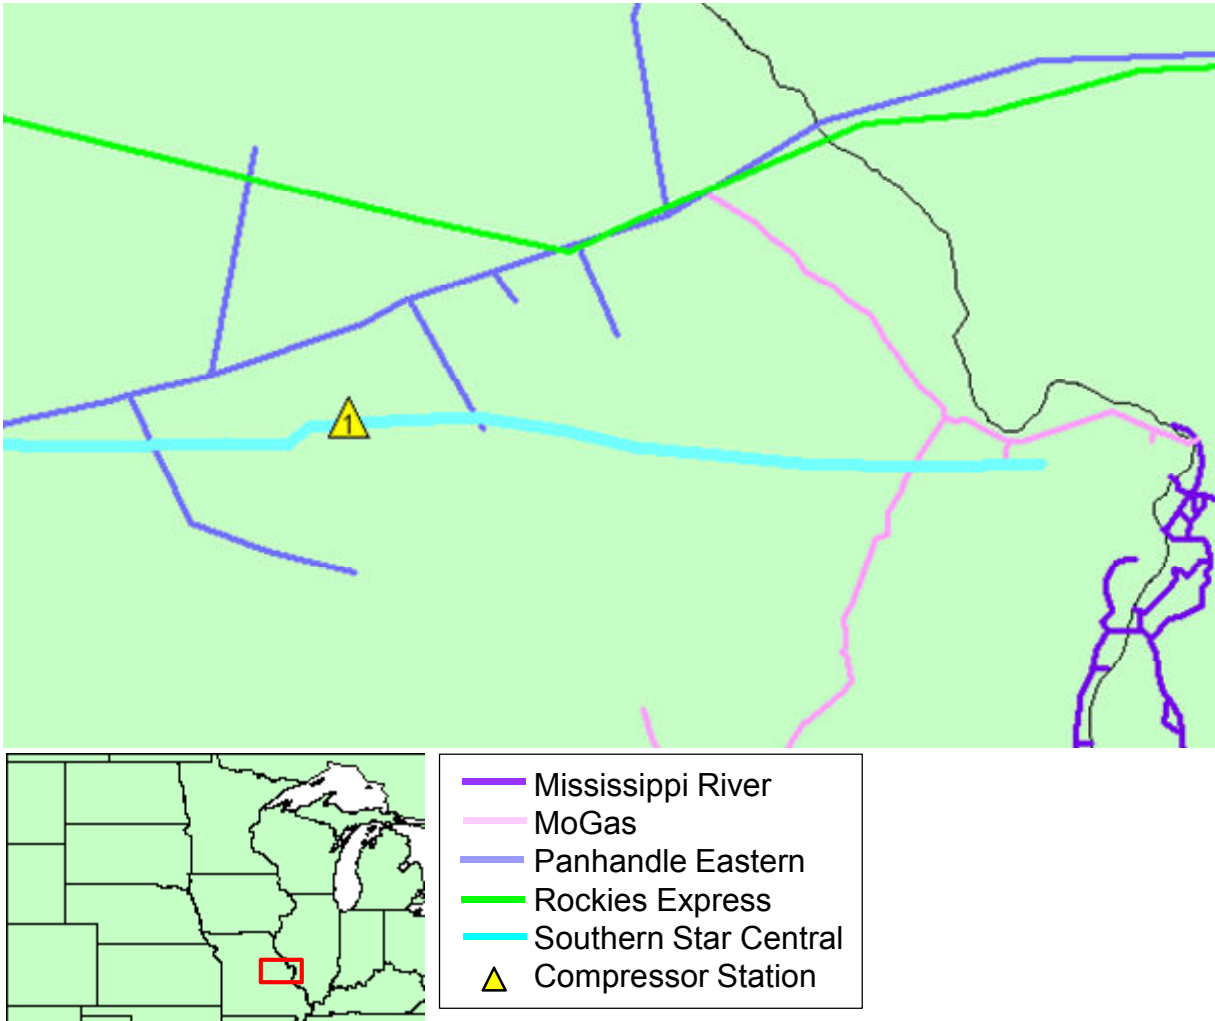 1
Mississippi River
MoGas
Panhandle Eastern
Rockies Express
Southern Star Central
Compressor Station